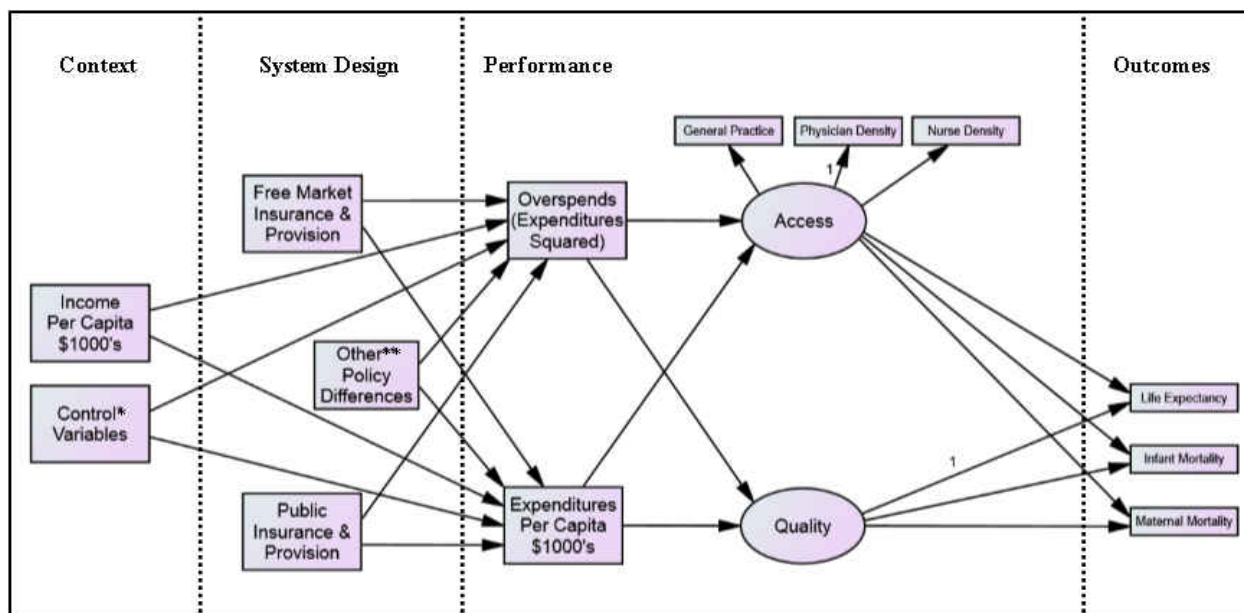 Context
System Design
Performance
Outcomes
General Practice
Physician Density
Nurse Density
1
Free Market
Insurance &
Provision
Overspends
(Expenditures
Squared)
Access
Income
Per Capita
$1000's
Other**
Policy
Differences
Control*
Variables
Life Expectancy
1
Infant Mortality
Public
Insurance &
Provision
Expenditures
Per Capita
$1000's
Quality
Maternal Mortality